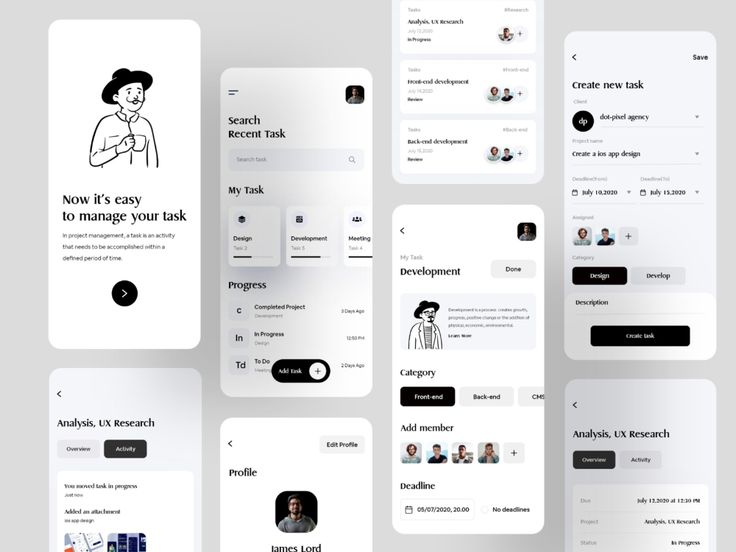 Now it's easy
to manage your task
In project management, a task is an activity
that needs to be accomplished within a
defined period of time.
Analysis, UX Research
Overview
Activity
You moved task in progress
Just now
Added an attachment
ios app design
Search
Recent Task
Search task
My Task
Design
Task 2
Development
Task 5
Meeting
Task 4
Progress
C
Completed Project
Development
3 Days Ago
In
In Progress
Design
12:50 PM
Td
To Do
Meeting
2 Days Ago
Add Task
Edit Profile
Profile
James Lord
Tasks
#Research
Analysis, UX Research
July 12,2020
In Progress
Tasks
#Front-end
Front-end development
July 14,2020
Review
Tasks
#Back-end
Back-end development
July 15,2020
Review
My Task
Development
Done
Development is a process creates growth,
progress, positive change or the addition of
physical, economic, environmental.
Learn More
Category
Front-end
Back-end
CMS
Add member
Deadline
05/07/2020, 20.00
No deadlines
Save
Create new task
Client
dp
dot-pixel agency
Project name
Create a ios app design
Deadline(From)
Deadline(To)
July 10,2020
July 15,2020
Assigned
Category
Design
Develop
Description
Create task
Analysis, UX Research
Overview
Activity
Due
July 12,2020 at 12:30 PM
Project
Analysis, UX Research
Status
In Progress